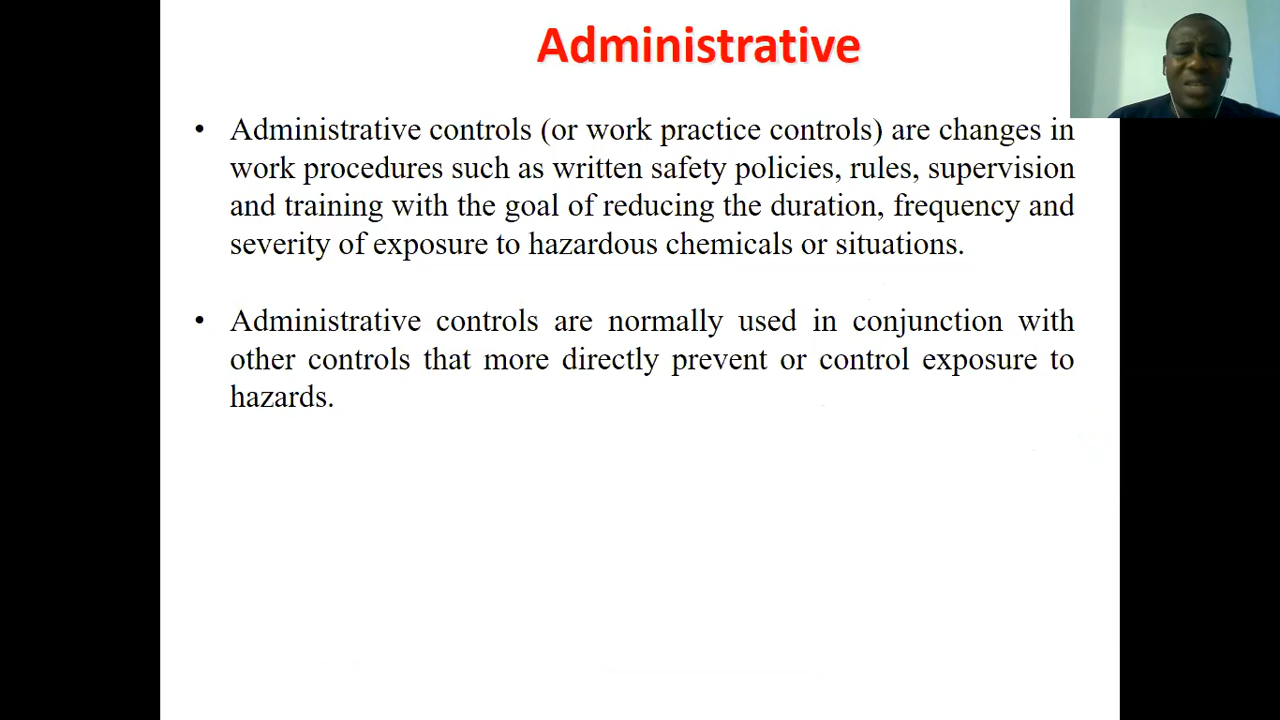 Administrative
• Administrative controls (or work practice controls) are changes in
work procedures such as written safety policies, rules, supervision
and training with the goal of reducing the duration, frequency and
severity of exposure to hazardous chemicals or situations.
• Administrative controls are normally used in conjunction with
other controls that more directly prevent or control exposure to
hazards.